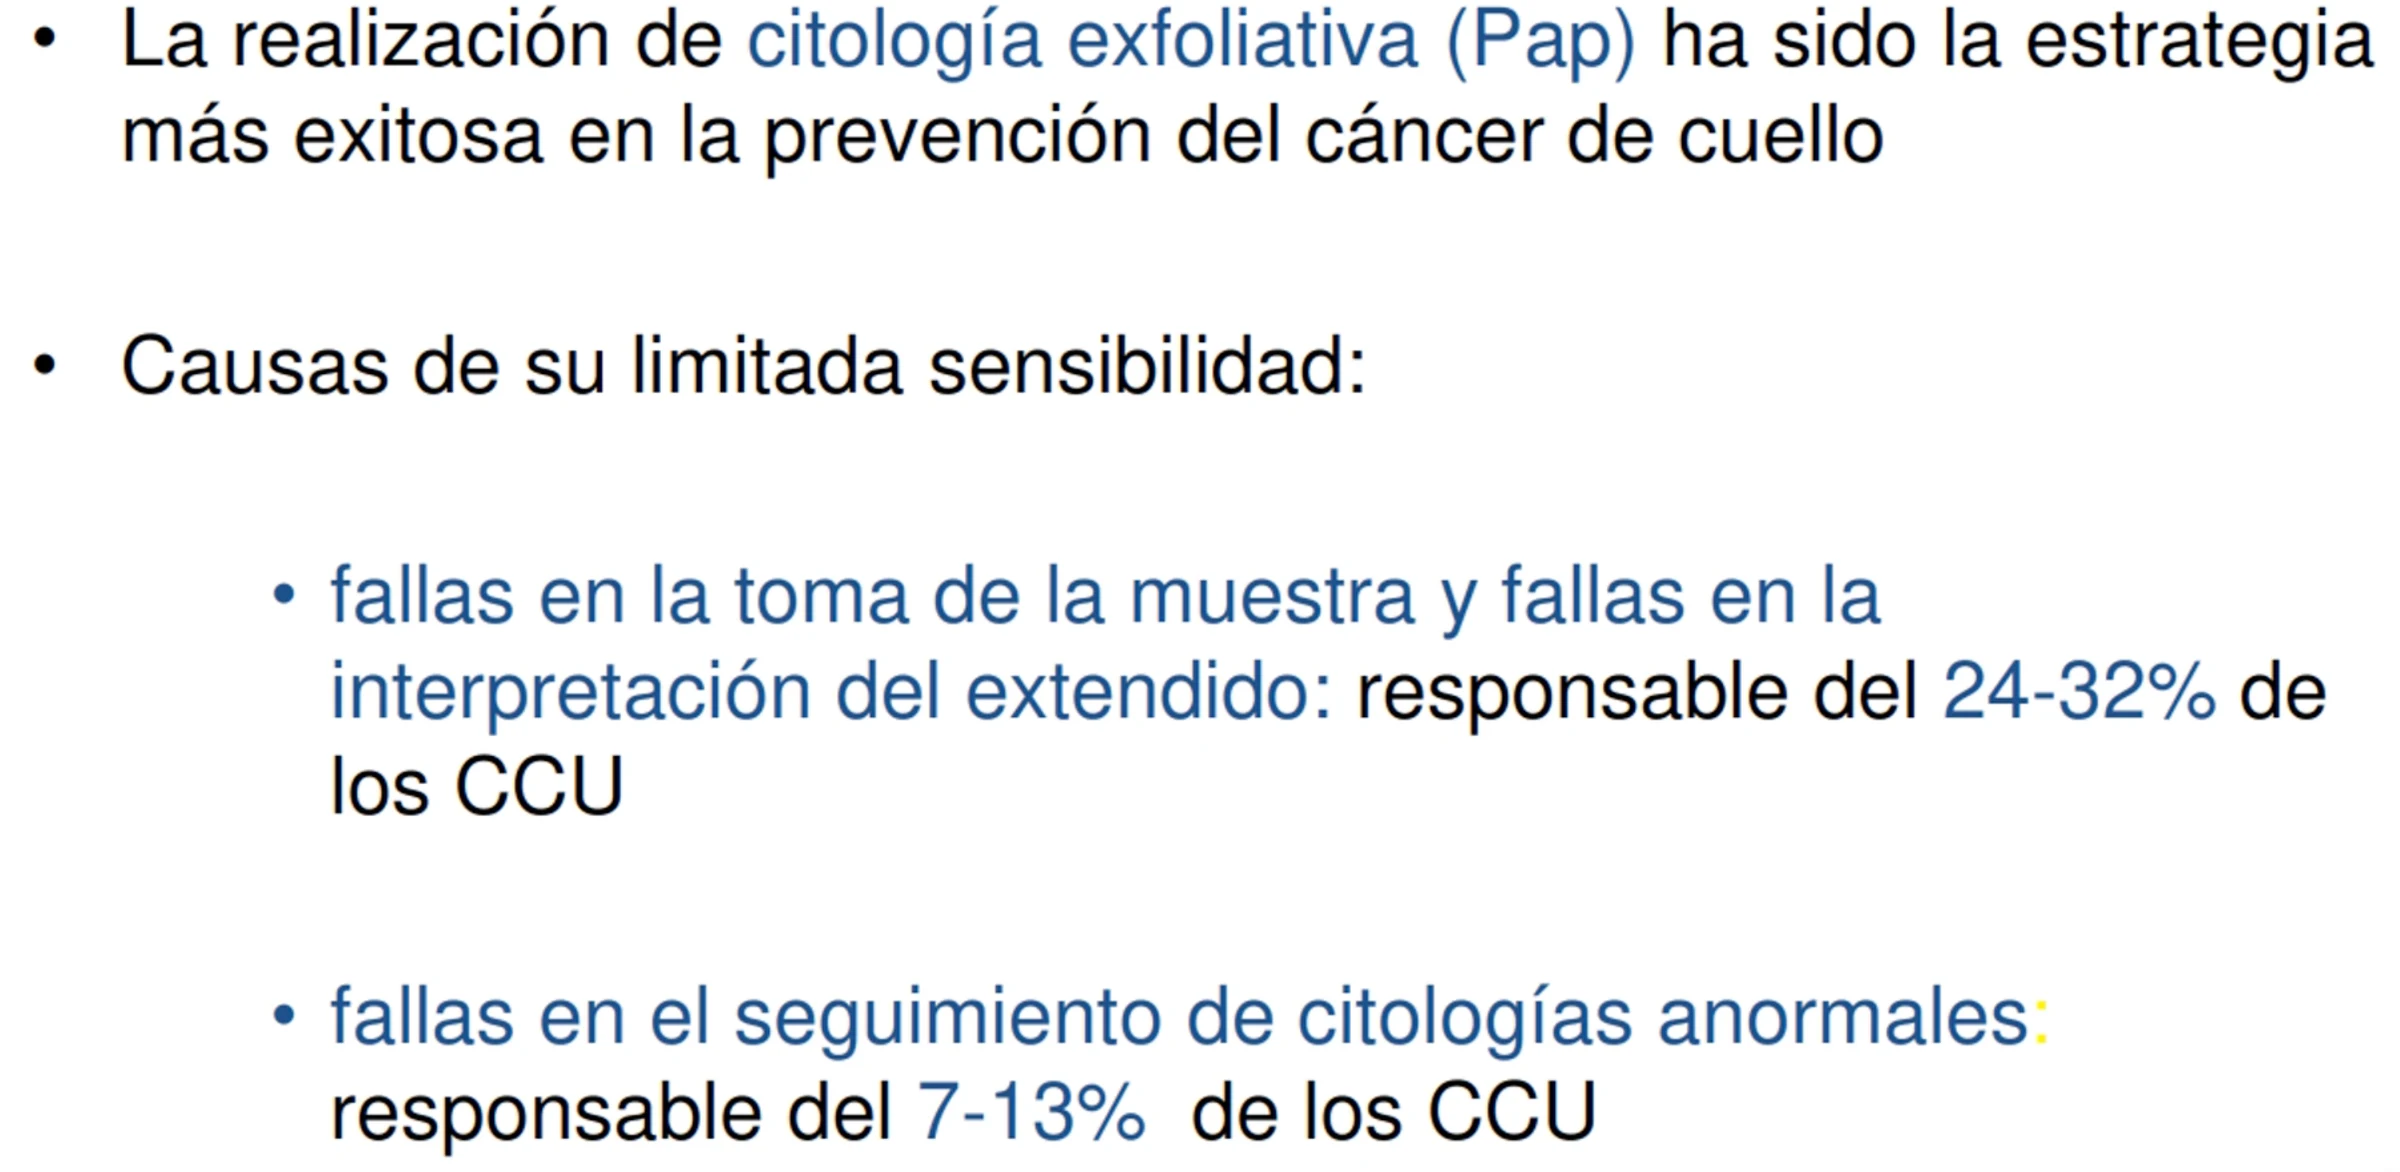 • La realización de citología exfoliativa (Pap) ha sido la estrategia
más exitosa en la prevención del cáncer de cuello
• Causas de su limitada sensibilidad:
• fallas en la toma de la muestra y fallas en la
interpretación del extendido: responsable del 24-32% de
los CCU
• fallas en el seguimiento de citologías anormales:
responsable del 7-13% de los CCU